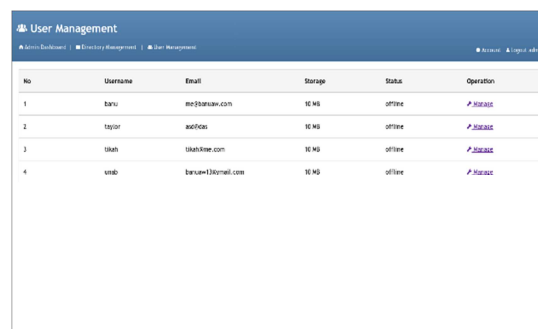 User Management
Admin Dashboard | Directory Management | User Management
Account Logout
No Username Email Storage Status Operation
1 banu me@banuaw.com 10 MB offline Manage
2 taylor asd@das 10 MB offline Manage
3 tikah tikah@me.com 10 MB offline Manage
4 unab banuaw13@ymail.com 10 MB offline Manage